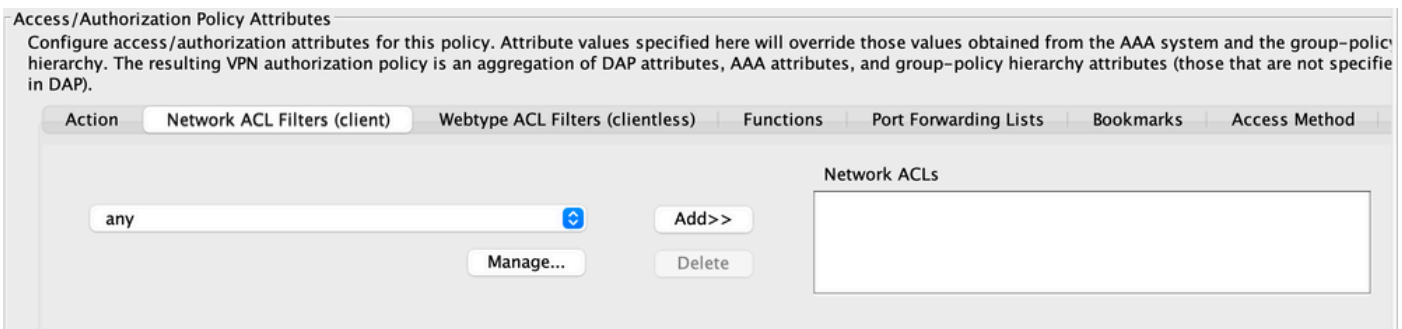 Access/Authorization Policy Attributes
Configure access/authorization attributes for this policy. Attribute values specified here will override those values obtained from the AAA system and the group-policy
hierarchy. The resulting VPN authorization policy is an aggregation of DAP attributes, AAA attributes, and group-policy hierarchy attributes (those that are not specifie
in DAP).
Action Network ACL Filters (client) Webtype ACL Filters (clientless) Functions Port Forwarding Lists Bookmarks Access Method
Network ACLs
any Add>>
Manage... Delete